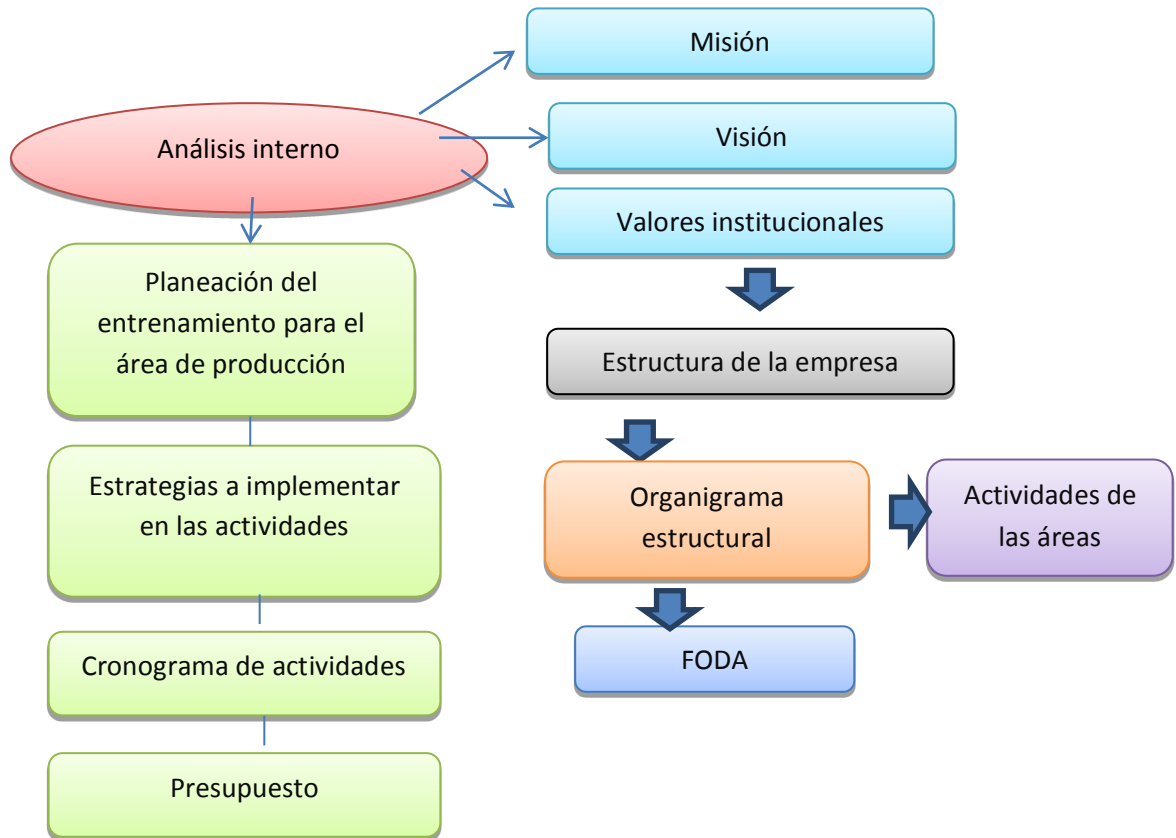 Misión
Análisis interno
Visión
Valores institucionales
Planeación del
entrenamiento para el
área de producción
Estructura de la empresa
Estrategias a implementar
en las actividades
Organigrama
estructural
Actividades de
las áreas
Cronograma de actividades
FODA
Presupuesto